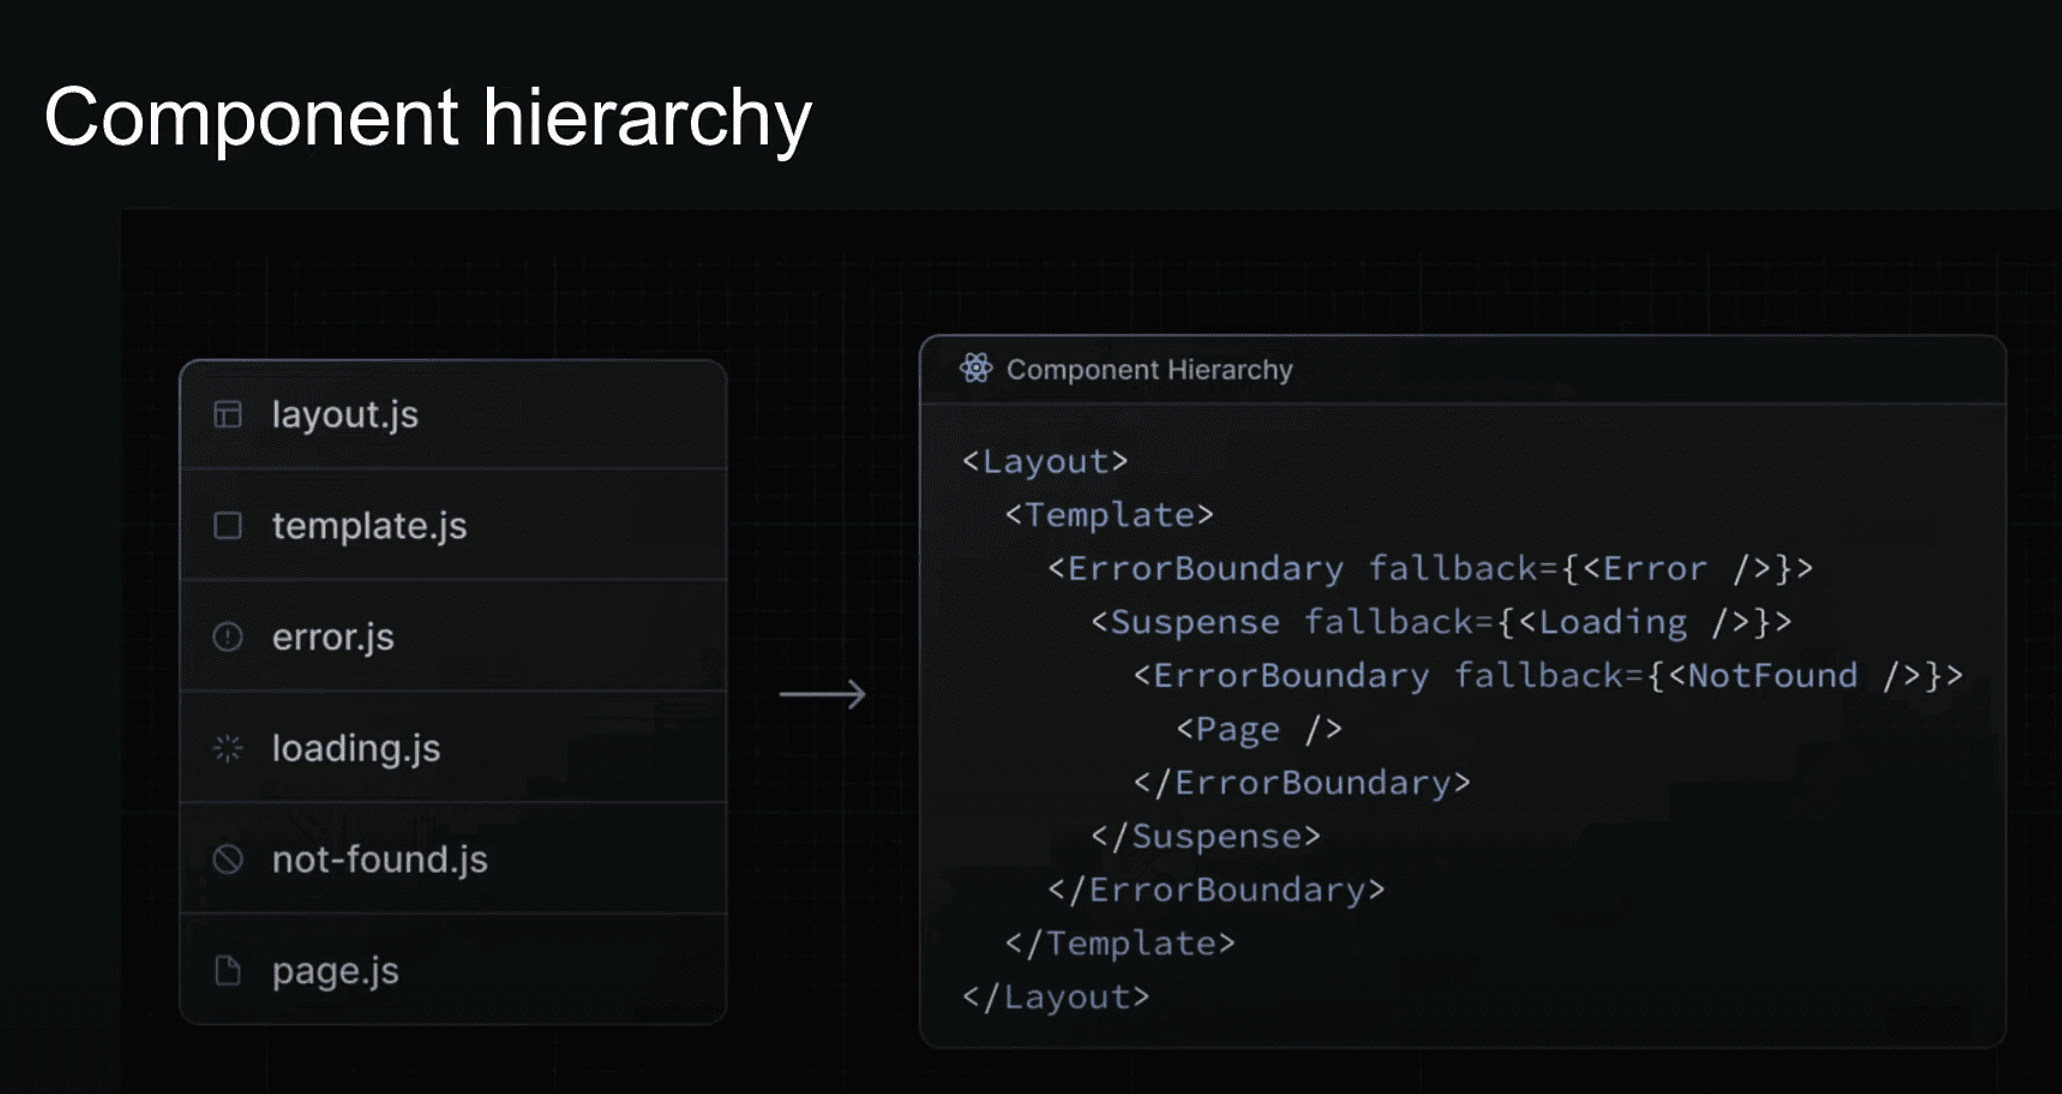 Component hierarchy
layout.js
template.js
error.js
loading.js
not-found.js
page.js
Component Hierarchy
<Layout>
<Template>
<ErrorBoundary fallback={<Error />}>
<Suspense fallback={<Loading />}>
<ErrorBoundary fallback={<NotFound />}>
<Page />
</ErrorBoundary>
</Suspense>
</ErrorBoundary>
</Template>
</Layout>